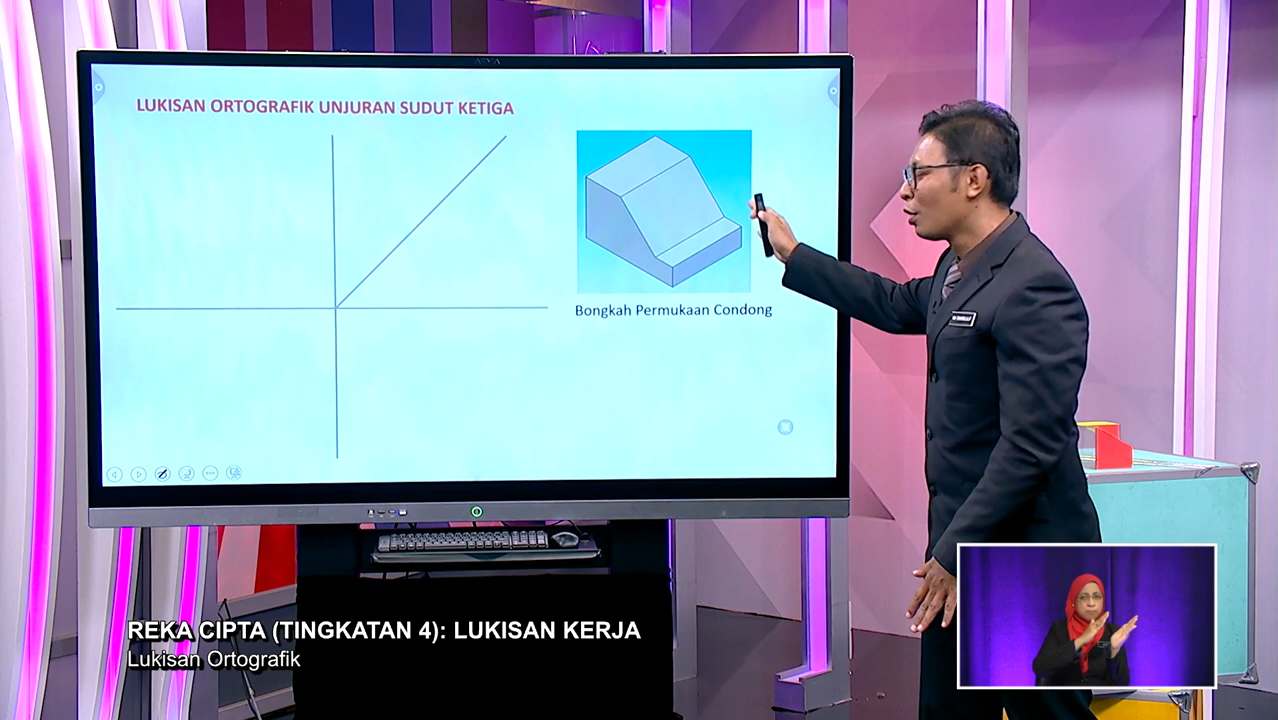 LUKISAN ORTOGRAFIK UNJURAN SUDUT KETIGA
Bongkah Permukaan Condong
REKA CIPTA (TINGKATAN 4): LUKISAN KERJA
Lukisan Ortografik